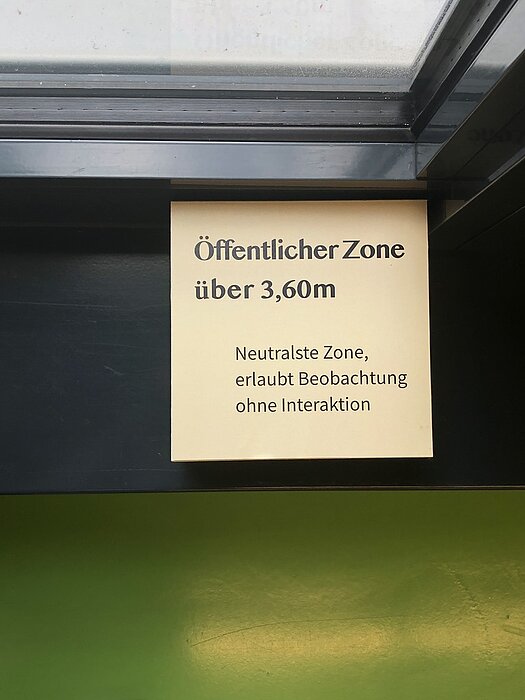 Öffentlicher Zone
über 3,60m
Neutralste Zone,
erlaubt Beobachtung
ohne Interaktion